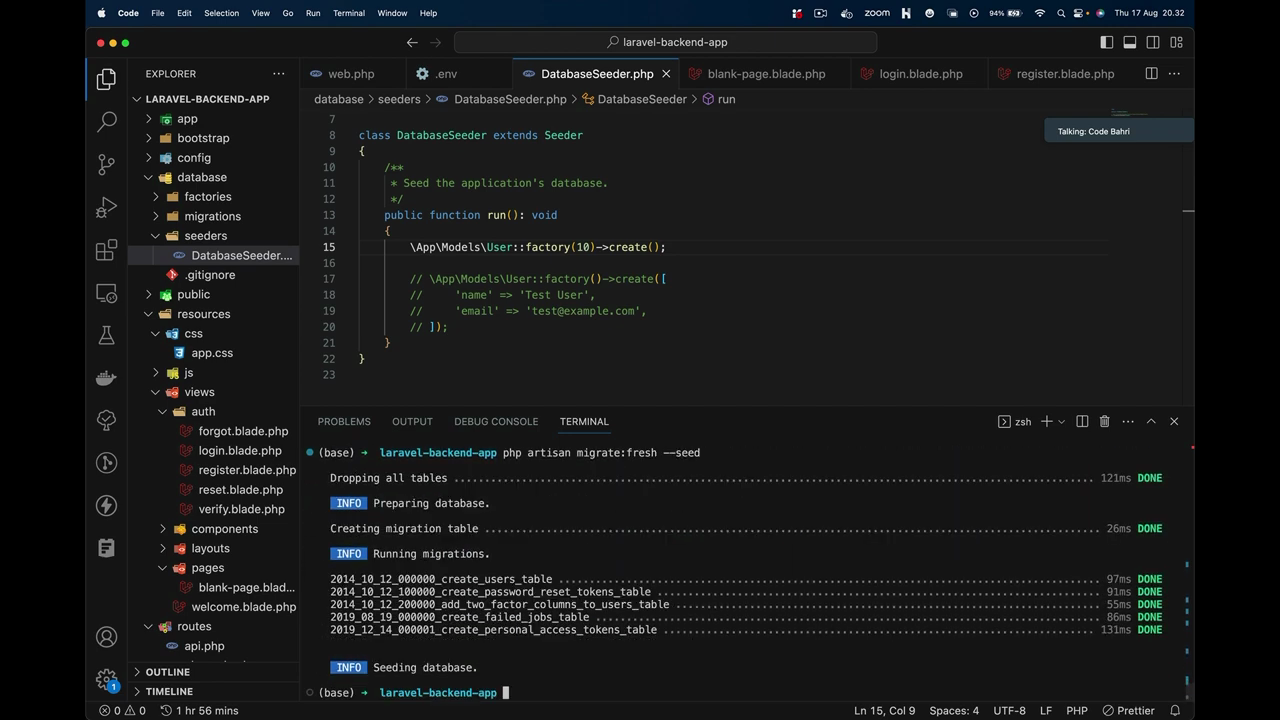 Code File Edit Selection View Go Run Terminal Window Help zoom 94% Thu 17 Aug 20.32
laravel-backend-app
EXPLORER
web.php .env DatabaseSeeder.php blank-page.blade.php login.blade.php register.blade.php
LARAVEL-BACKEND-APP
database > seeders > DatabaseSeeder.php > DatabaseSeeder > run
app
bootstrap
config
database
factories
migrations
seeders
DatabaseSeeder....
.gitignore
public
resources
css
app.css
js
views
auth
forgot.blade.php
login.blade.php
register.blade.php
reset.blade.php
verify.blade.php
components
layouts
pages
blank-page.blad...
welcome.blade.php
routes
api.php
OUTLINE
TIMELINE
7
8 class DatabaseSeeder extends Seeder
9 {
10 /**
11 * Seed the application's database.
12 */
13 public function run(): void
14 {
15 \App\Models\User::factory(10)->create();
16
17 // \App\Models\User::factory()->create([
18 // 'name' => 'Test User',
19 // 'email' => 'test@example.com',
20 // ]);
21 }
22 }
23
Talking: Code Bahri
PROBLEMS OUTPUT DEBUG CONSOLE TERMINAL zsh
(base) → laravel-backend-app php artisan migrate:fresh --seed
Dropping all tables ........ 121ms DONE
INFO Preparing database.
Creating migration table ........ 26ms DONE
INFO Running migrations.
2014_10_12_000000_create_users_table ........ 97ms DONE
2014_10_12_100000_create_password_reset_tokens_table ........ 91ms DONE
2014_10_12_200000_add_two_factor_columns_to_users_table ........ 55ms DONE
2019_08_19_000000_create_failed_jobs_table ........ 86ms DONE
2019_12_14_000001_create_personal_access_tokens_table ........ 131ms DONE
INFO Seeding database.
(base) → laravel-backend-app
1
0 0 1 hr 56 mins Ln 15, Col 9 Spaces: 4 UTF-8 LF PHP Prettier